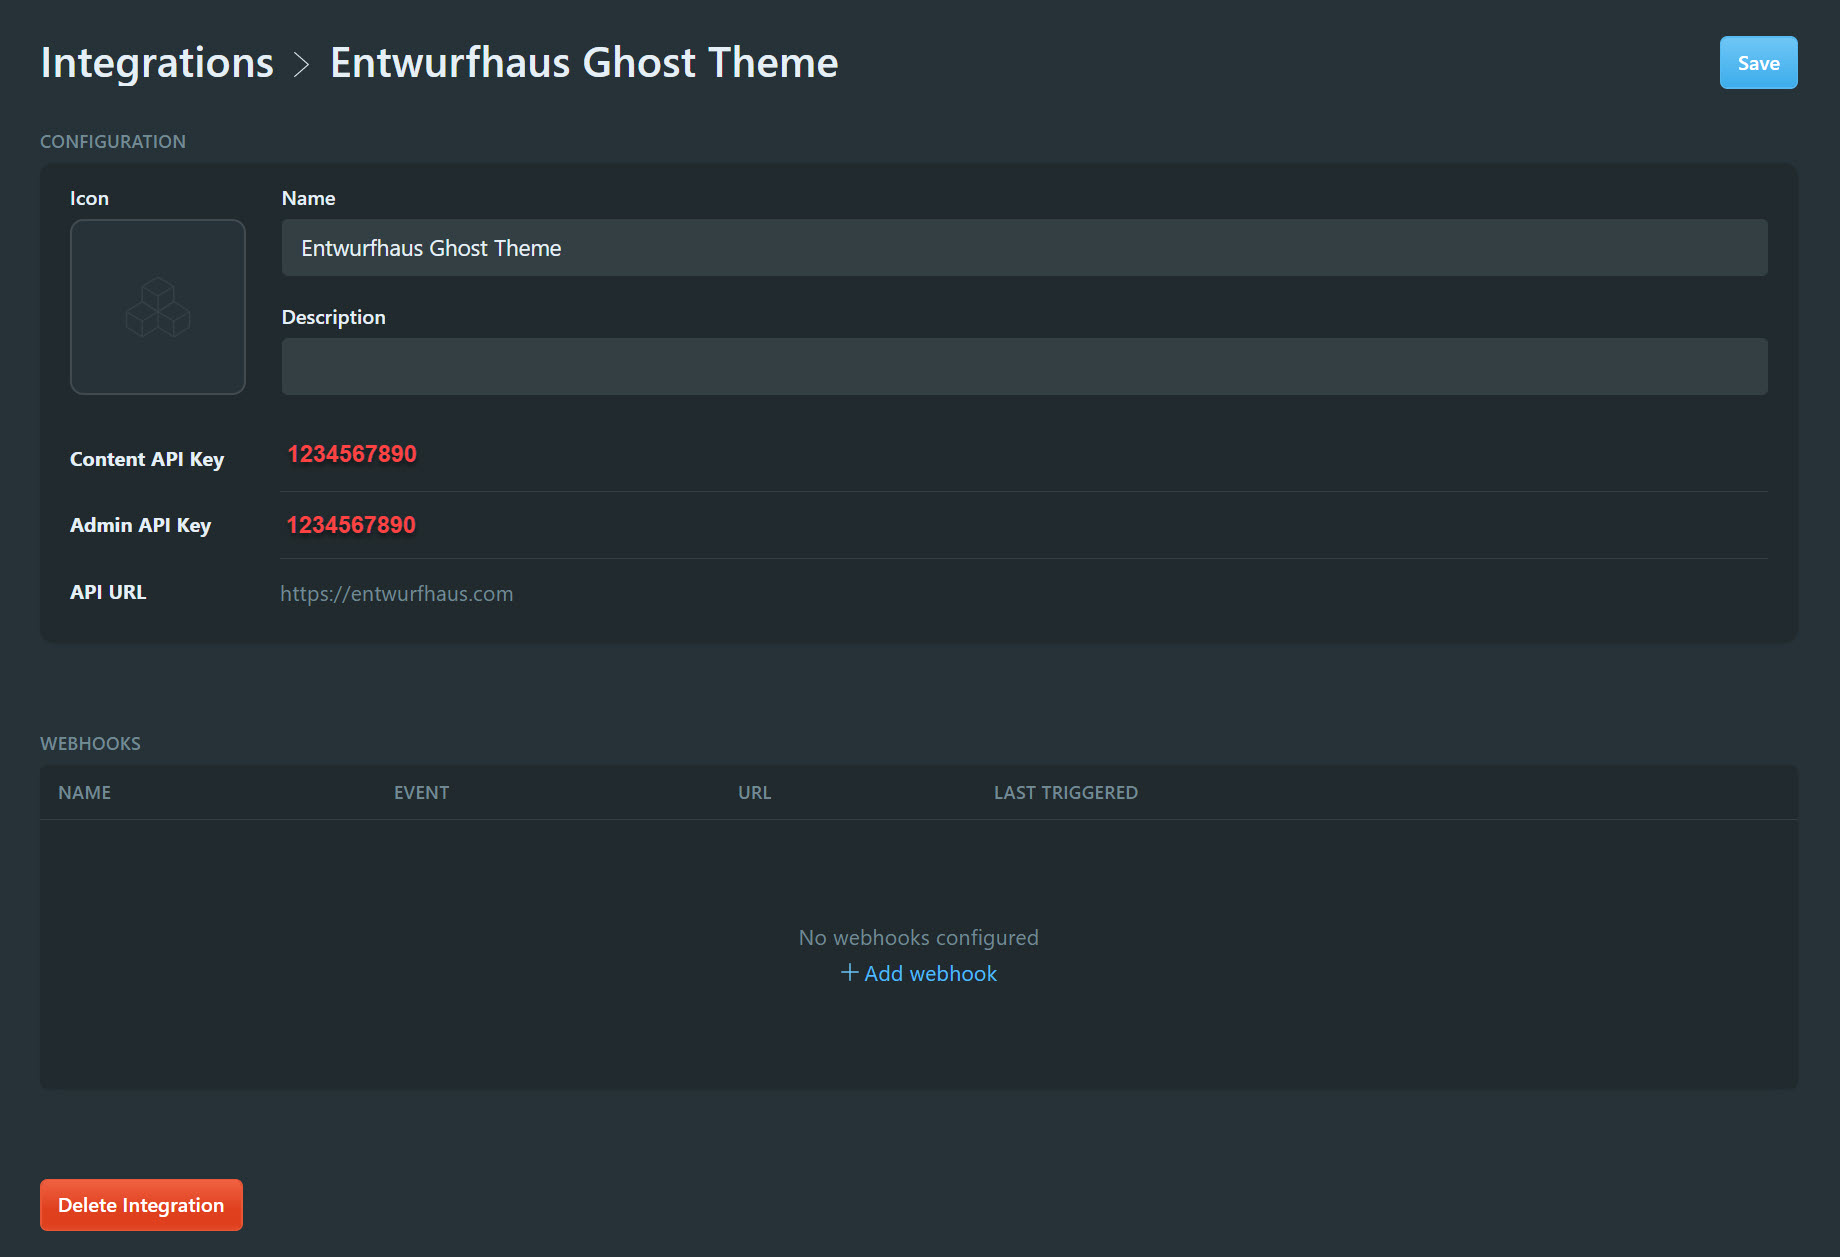 Integrations > Entwurfhaus Ghost Theme
Save
CONFIGURATION
Icon
Name
Entwurfhaus Ghost Theme
Description
Content API Key
1234567890
Admin API Key
1234567890
API URL
https://entwurfhaus.com
WEBHOOKS
NAME EVENT URL LAST TRIGGERED
No webhooks configured
+ Add webhook
Delete Integration